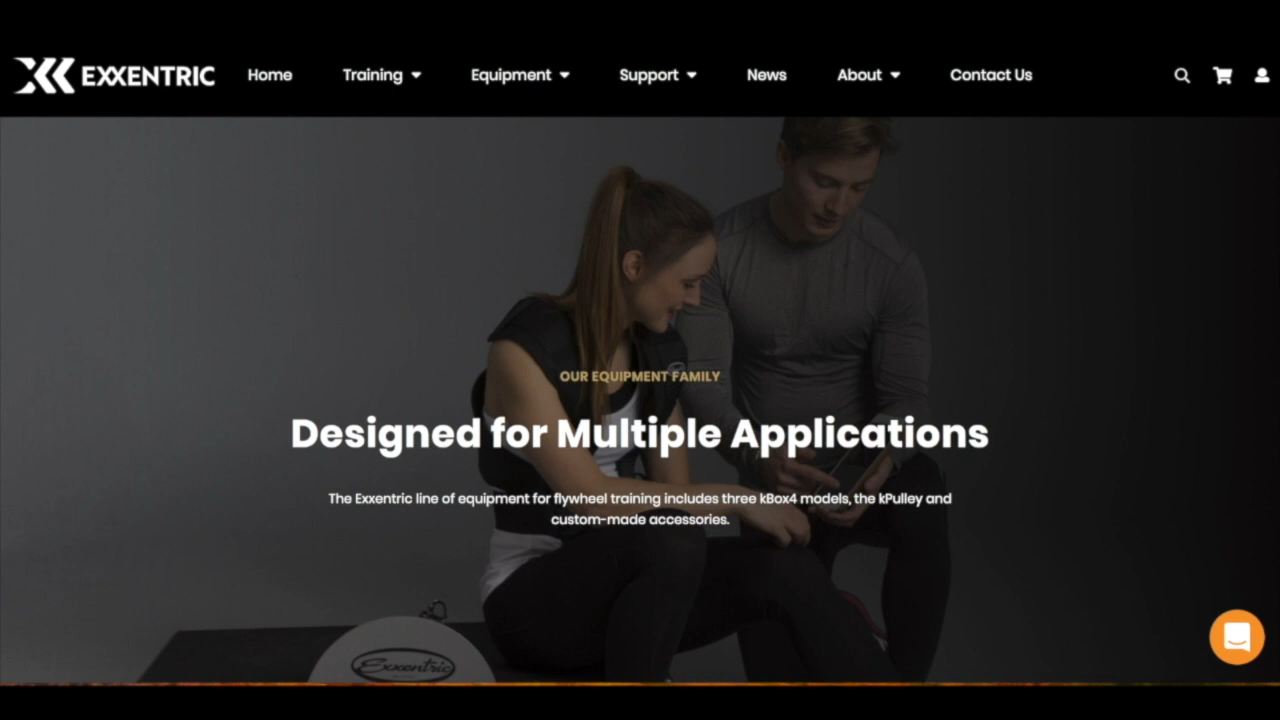 EXXENTRIC Home Training Equipment Support News About Contact Us
OUR EQUIPMENT FAMILY
Designed for Multiple Applications
The Exxentric line of equipment for flywheel training includes three kBox4 models, the kPulley and
custom-made accessories.
Exxentric